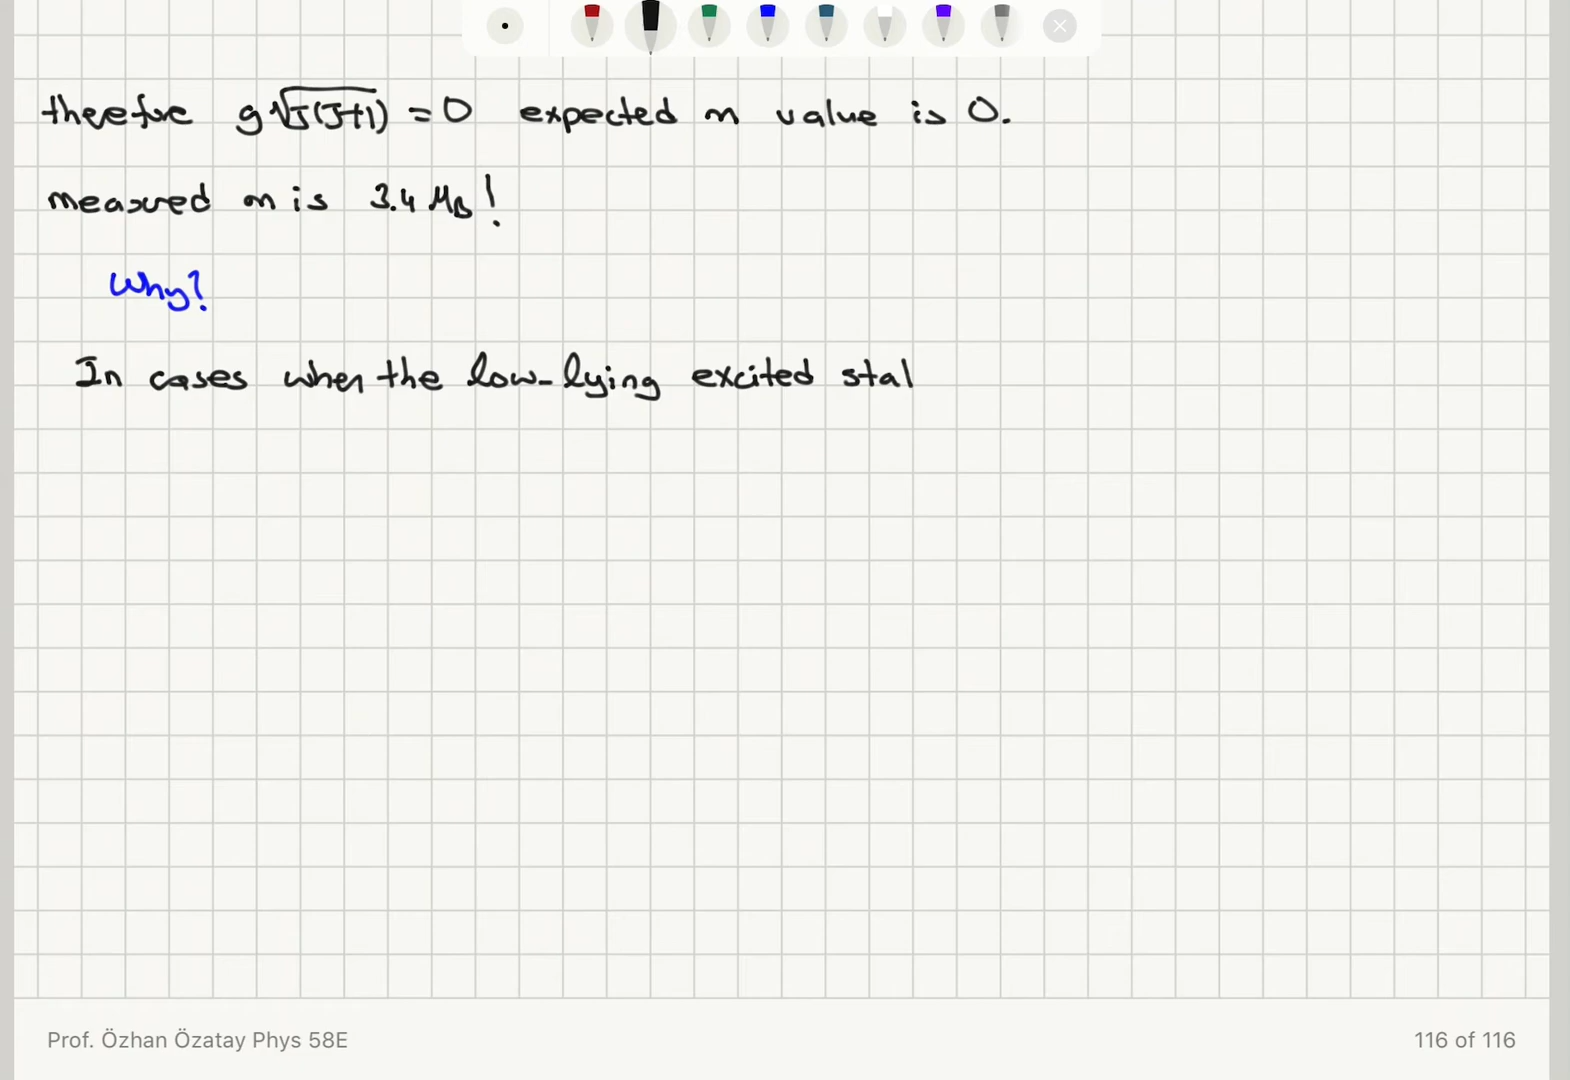 therefore g√J(J+1) = 0 expected m value is 0.
measured m is 3.4 μB!
Why?
In cases when the low-lying excited stat
Prof. Özhan Özatay Phys 58E
116 of 116